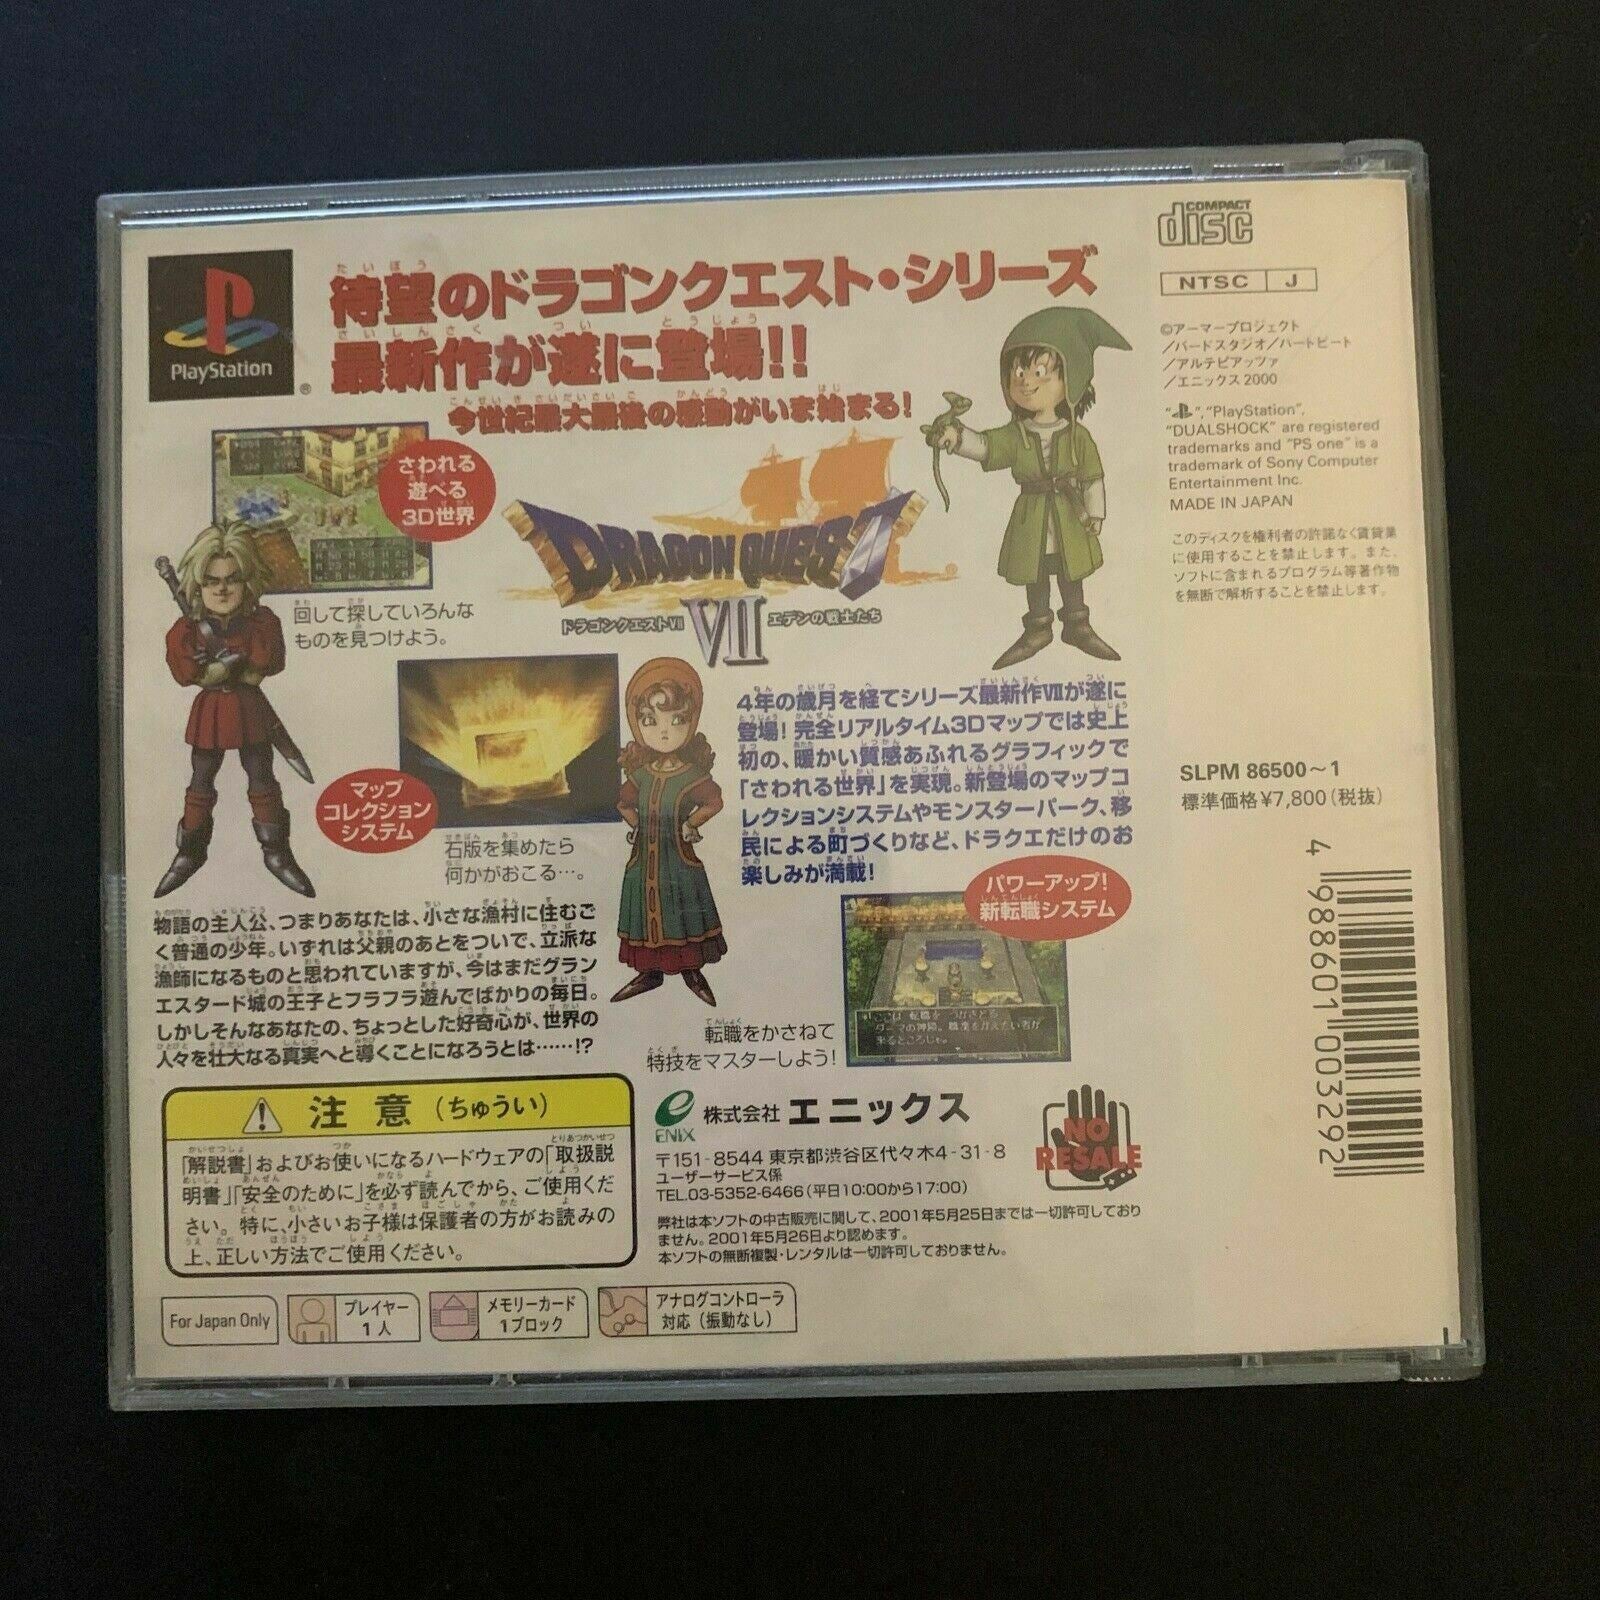 PlayStation
待望のドラゴンクエスト・シリーズ
最新作が遂に登場!!
今世紀最大最後の感動がいま始まる!
さわれる
遊べる
3D世界
回して探していろんな
ものを見つけよう。
DRAGON QUEST
VII
ドラゴンクエストVII
エデンの戦士たち
マップ
コレクション
システム
石版を集めたら
何かがおこる…。
4年の歳月を経てシリーズ最新作VIIが遂に
登場! 完全リアルタイム3Dマップでは史上
初の、暖かい質感あふれるグラフィックで
「さわれる世界」を実現。新登場のマップコ
レクションシステムやモンスターパーク、移
民による町づくりなど、ドラクエだけのお
楽しみが満載!
パワーアップ!
新転職システム
ここは 転職を つかさどる
ダーマの神殿。職業をかえたい者が
来るところじゃ。
転職をかさねて
特技をマスターしよう!
物語の主人公、つまりあなたは、小さな漁村に住むご
く普通の少年。いずれは父親のあとをついで、立派な
漁師になるものと思われていますが、今はまだグラン
エスタード城の王子とフラフラ遊んでばかりの毎日。
しかしそんなあなたの、ちょっとした好奇心が、世界の
人々を壮大なる真実へと導くことになろうとは……!?
注意(ちゅうい)
「解説書」およびお使いになるハードウェアの「取扱説
明書」「安全のために」を必ず読んでから、ご使用くだ
さい。特に、小さいお子様は保護者の方がお読みの
上、正しい方法でご使用ください。
ENIX
株式会社 エニックス
〒151-8544 東京都渋谷区代々木4-31-8
ユーザーサービス係
TEL.03-5352-6466(平日10:00から17:00)
弊社は本ソフトの中古販売に関して、2001年5月25日までは一切許可しており
ません。2001年5月26日より認めます。
本ソフトの無断複製・レンタルは一切許可しておりません。
NO
RESALE
For Japan Only
プレイヤー
1人
メモリーカード
1ブロック
アナログコントローラ
対応(振動なし)
COMPACT
disc
NTSC J
©アーマープロジェクト
/バードスタジオ/ハートビート
/アルテピアッツァ
/エニックス 2000
"PlayStation",
"DUALSHOCK" are registered
trademarks and "PS one" is a
trademark of Sony Computer
Entertainment Inc.
MADE IN JAPAN
このディスクを権利者の許諾なく賃貸業
に使用することを禁止します。また、
ソフトに含まれるプログラム等著作物
を無断で解析することを禁止します。
SLPM 86500~1
標準価格¥7,800(税抜)
4 988601 003292